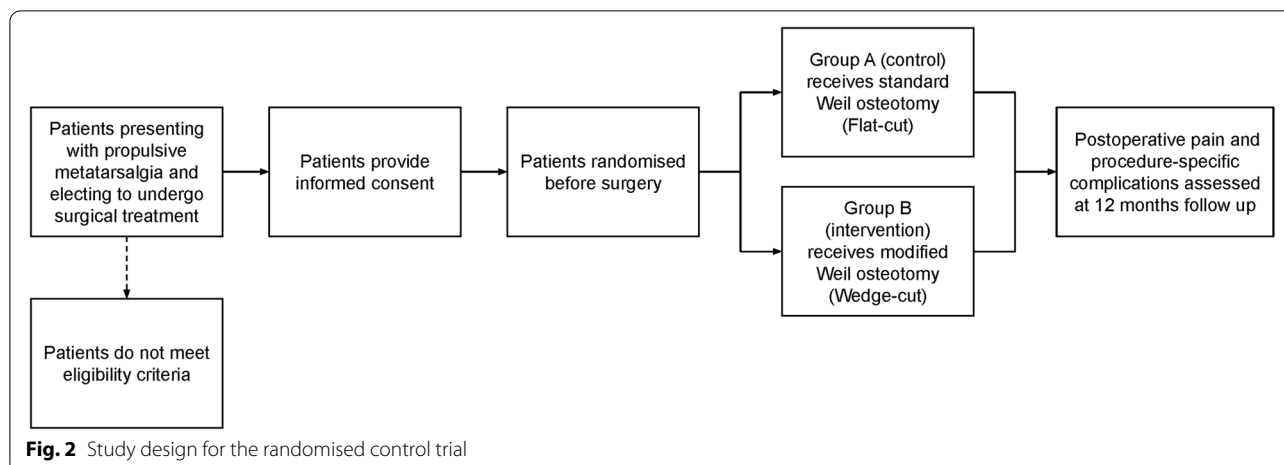 Patients presenting
with propulsive
metatarsalgia and
electing to undergo
surgical treatment
Patients do not meet
eligibility criteria
Patients provide
informed consent
Patients randomised
before surgery
Group A (control)
receives standard
Weil osteotomy
(Flat-cut)
Group B
(intervention)
receives modified
Weil osteotomy
(Wedge-cut)
Postoperative pain and
procedure-specific
complications assessed
at 12 months follow up
Fig. 2 Study design for the randomised control trial